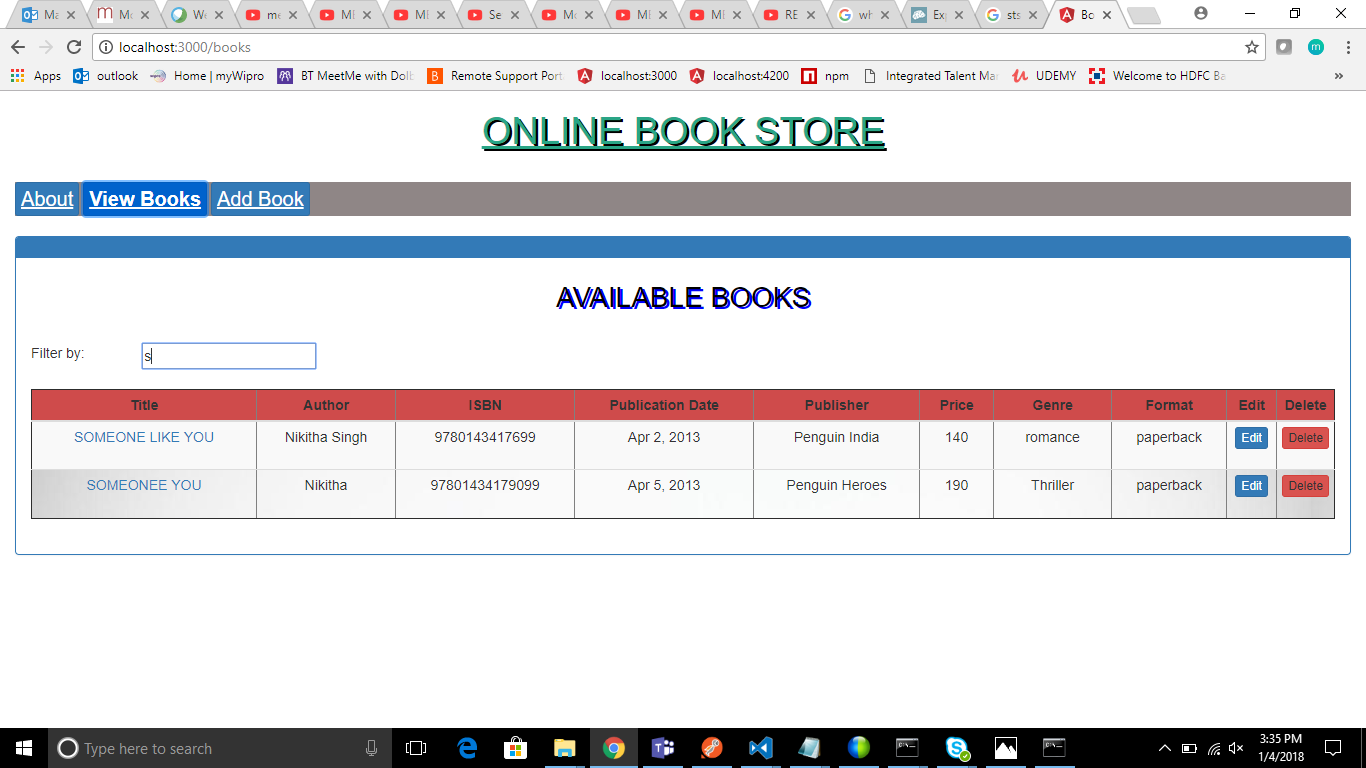 Ma Mc We me MI MI Se Mc MI MI RE wh Exp sts Bo
localhost:3000/books
Apps outlook Home | myWipro BT MeetMe with Dolb Remote Support Port localhost:3000 localhost:4200 npm Integrated Talent Mar UDEMY Welcome to HDFC Ba »
ONLINE BOOK STORE
About View Books Add Book
AVAILABLE BOOKS
Filter by: s
Title Author ISBN Publication Date Publisher Price Genre Format Edit Delete
SOMEONE LIKE YOU Nikitha Singh 9780143417699 Apr 2, 2013 Penguin India 140 romance paperback Edit Delete
SOMEONEE YOU Nikitha 97801434179099 Apr 5, 2013 Penguin Heroes 190 Thriller paperback Edit Delete
Type here to search
3:35 PM
1/4/2018